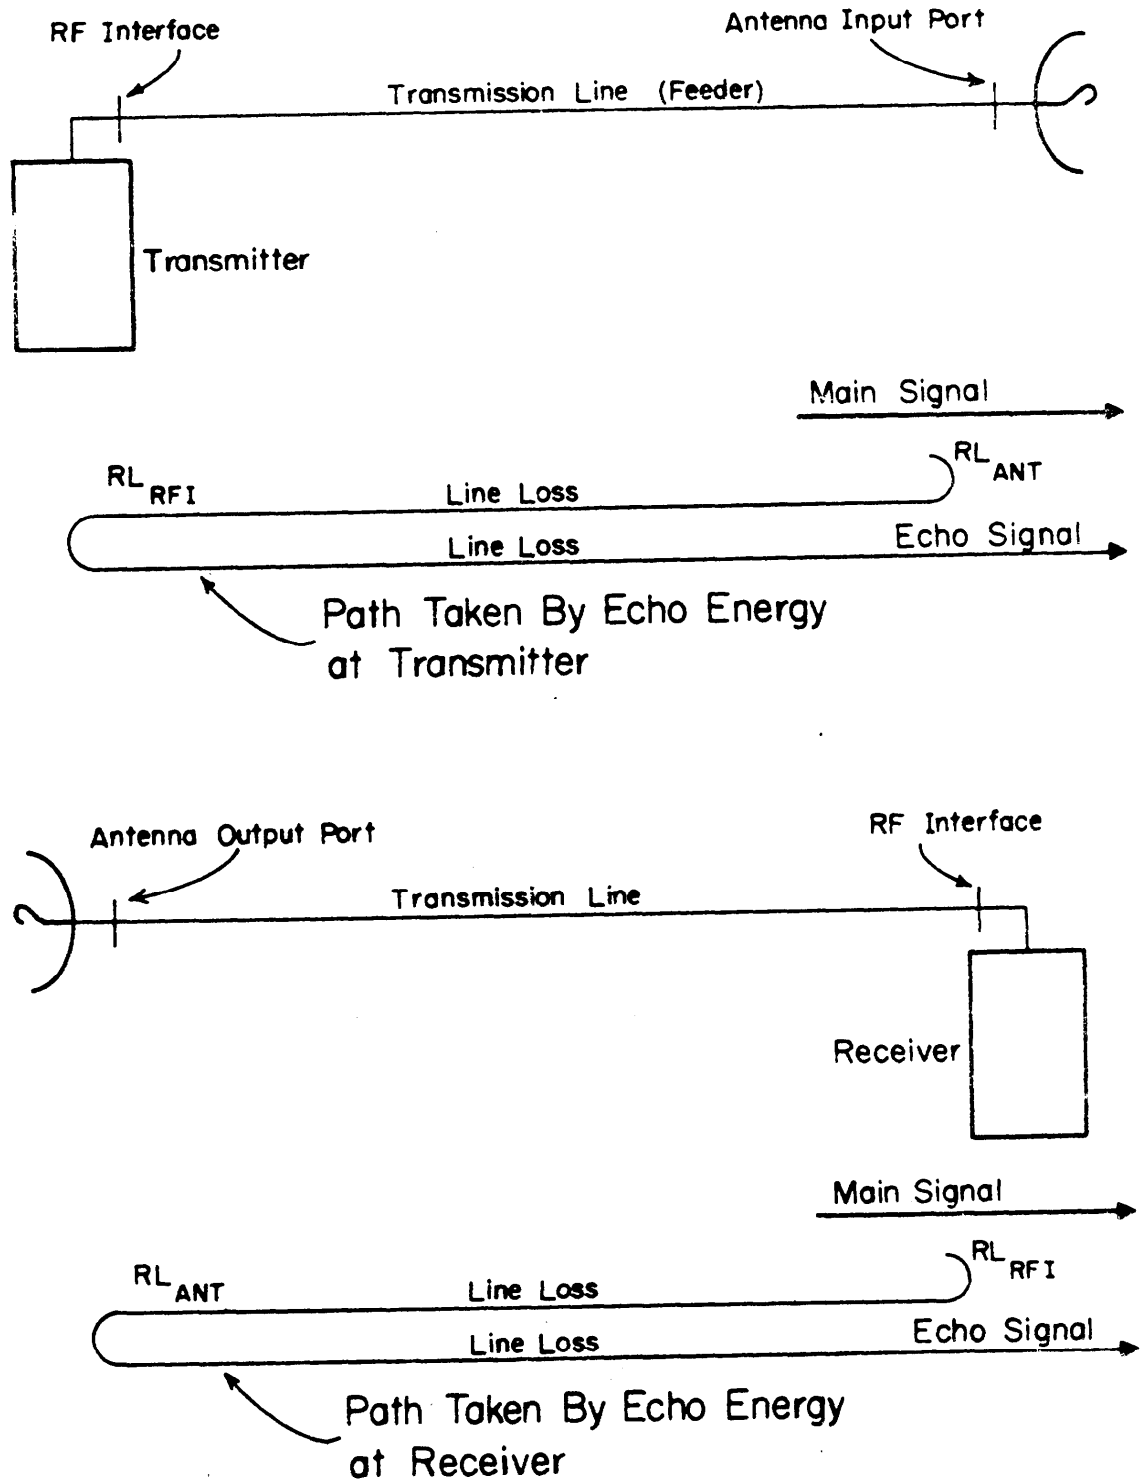 RF Interface
Antenna Input Port
Transmission Line (Feeder)
Transmitter
Main Signal
RL ANT
RL RFI
Line Loss
Line Loss
Echo Signal
Path Taken By Echo Energy
at Transmitter
Antenna Output Port
RF Interface
Transmission Line
Receiver
Main Signal
RL RFI
RL ANT
Line Loss
Line Loss
Echo Signal
Path Taken By Echo Energy
at Receiver